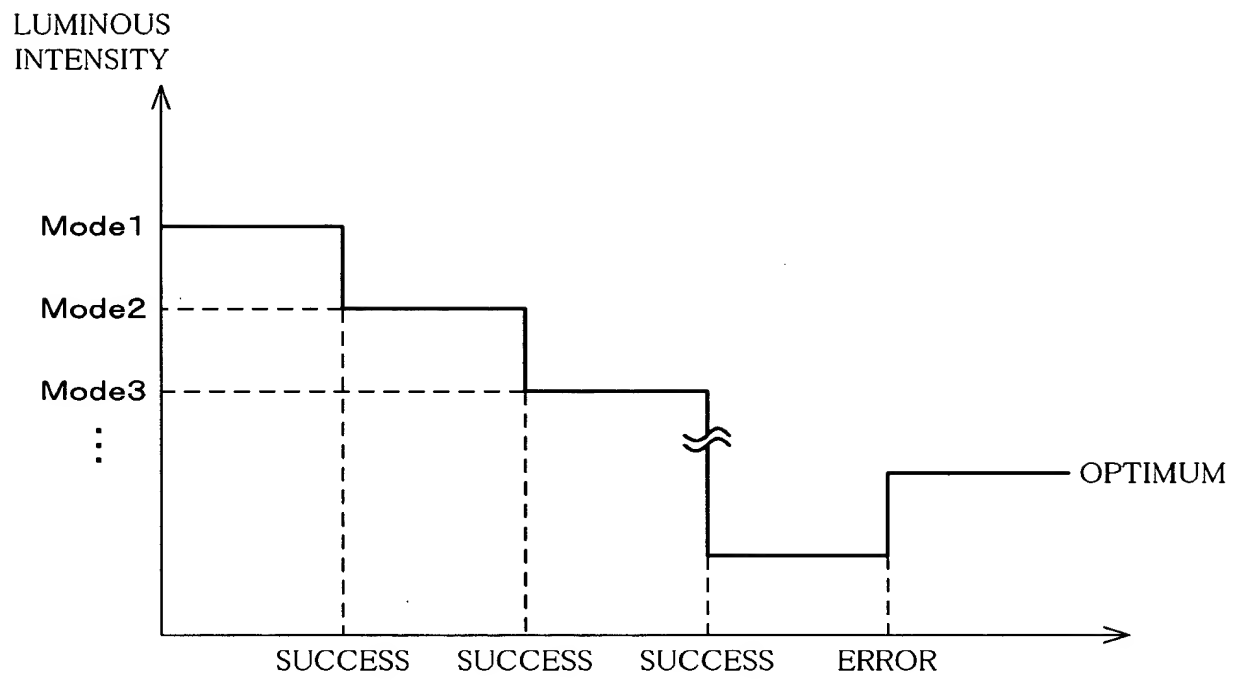 LUMINOUS
INTENSITY
Mode1
Mode2
Mode3
⋮
OPTIMUM
SUCCESS SUCCESS SUCCESS ERROR